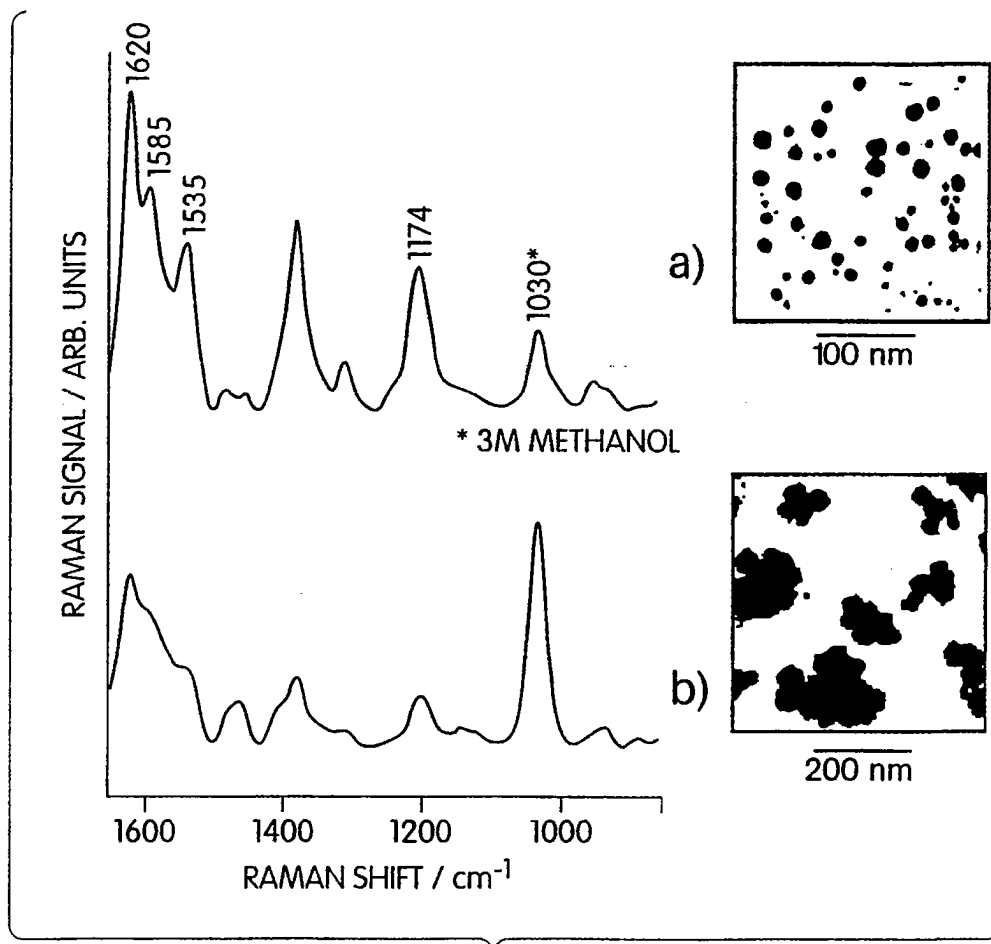 1620
1585
1535
1174
1030*
a)
100 nm
* 3M METHANOL
RAMAN SIGNAL / ARB. UNITS
b)
200 nm
1600 1400 1200 1000
RAMAN SHIFT / cm⁻¹